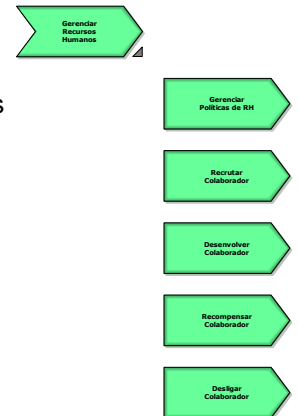 Gerenciar
Recursos
Humanos
s
Gerenciar
Políticas de RH
Recrutar
Colaborador
Desenvolver
Colaborador
Recompensar
Colaborador
Desligar
Colaborador